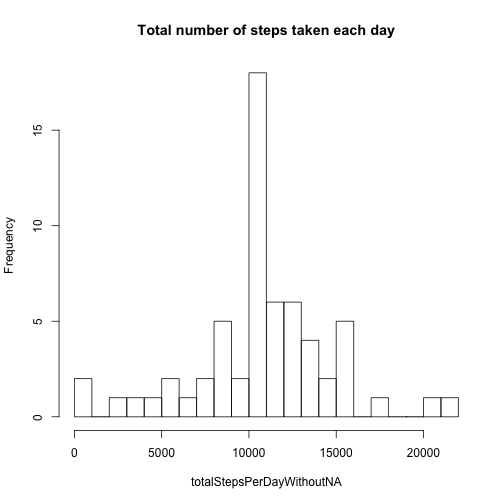 Total number of steps taken each day
Frequency
15
10
5
0
0 5000 10000 15000 20000
totalStepsPerDayWithoutNA